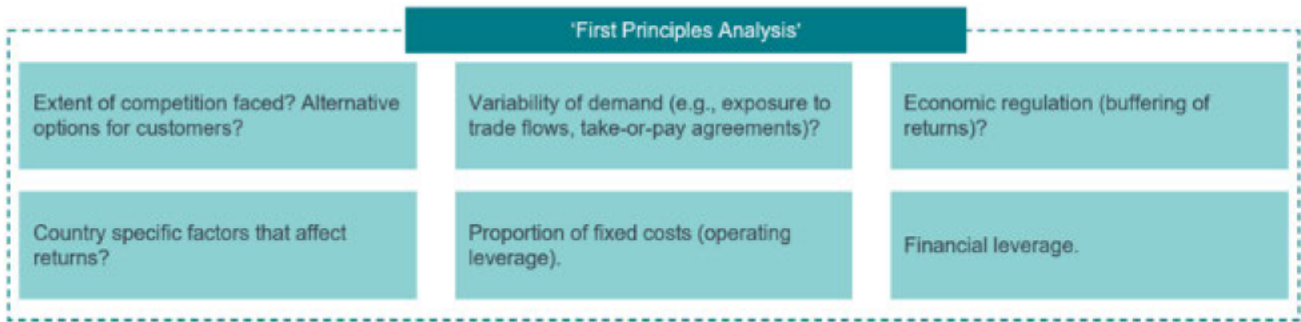 'First Principles Analysis'
Extent of competition faced? Alternative
options for customers?
Variability of demand (e.g., exposure to
trade flows, take-or-pay agreements)?
Economic regulation (buffering of
returns)?
Country specific factors that affect
returns?
Proportion of fixed costs (operating
leverage).
Financial leverage.